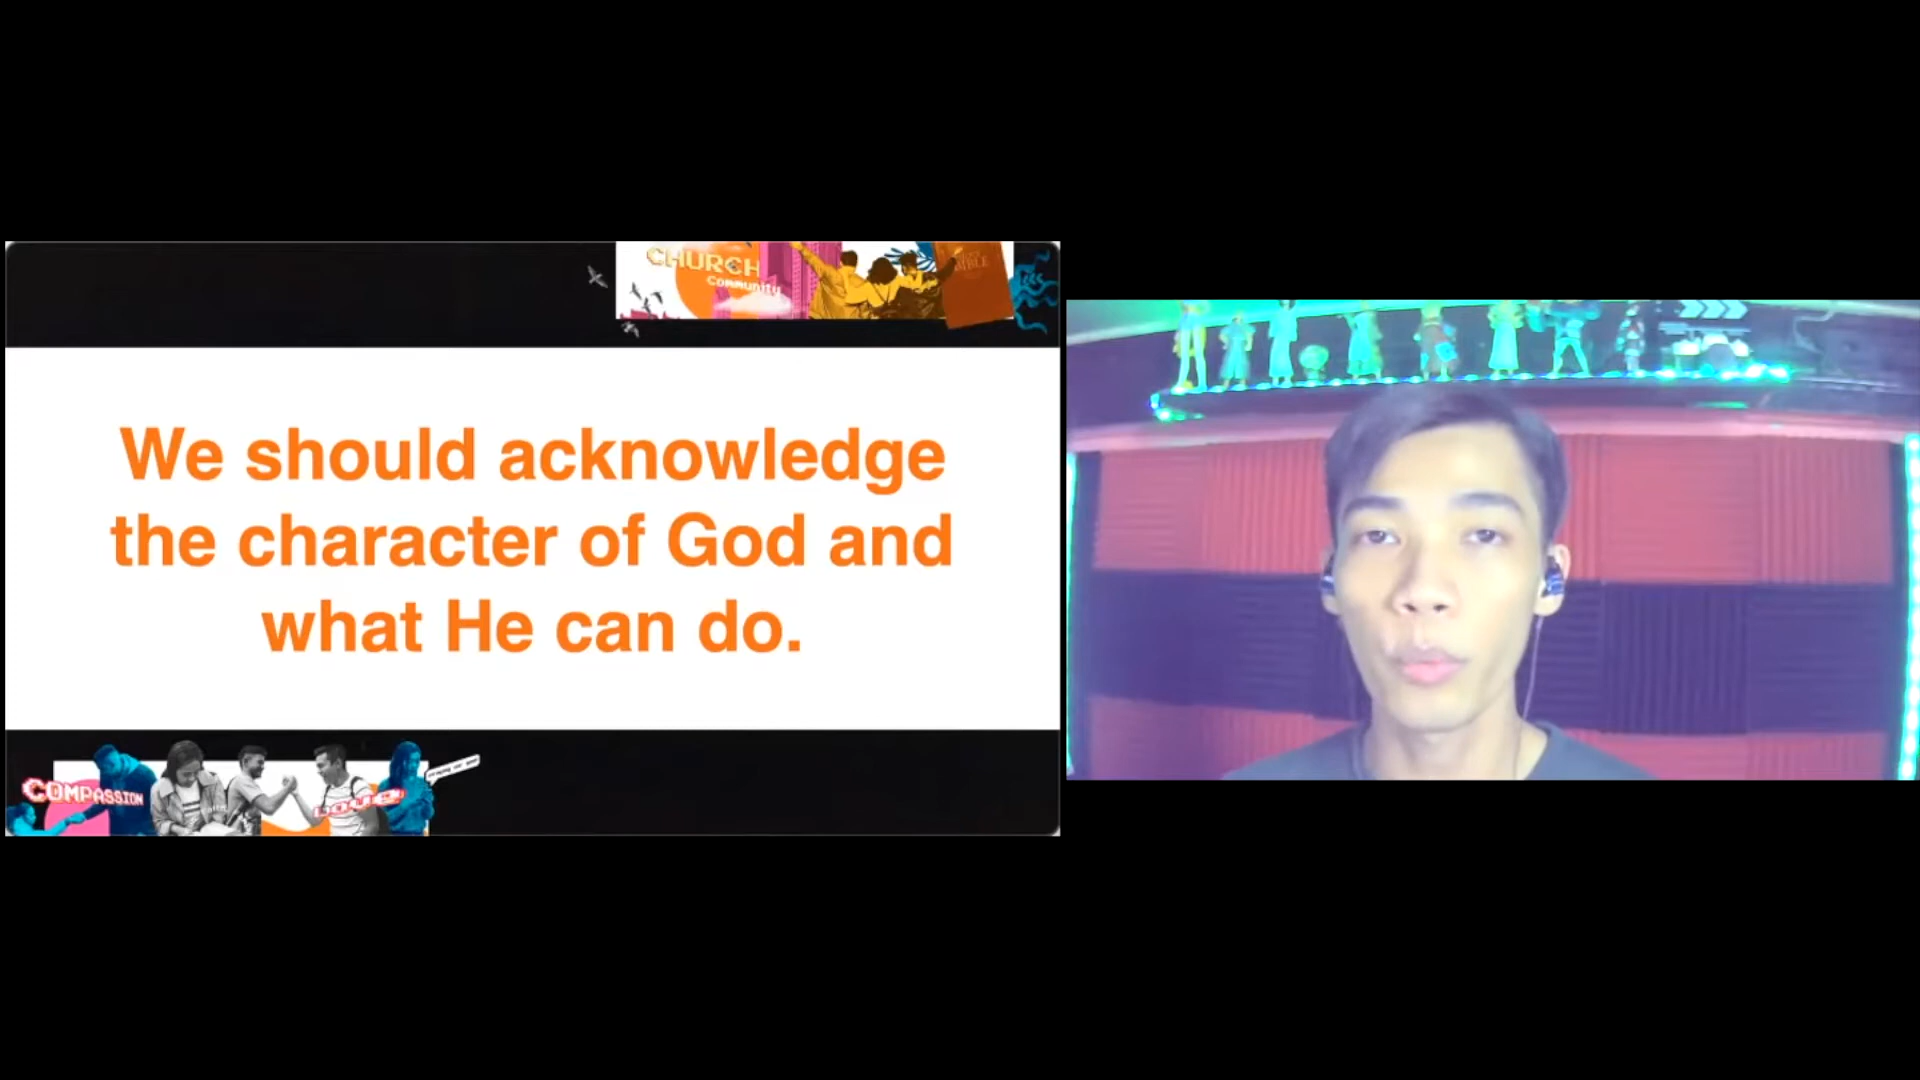 CHURCH
Community
We should acknowledge
the character of God and
what He can do.
COMPASSION